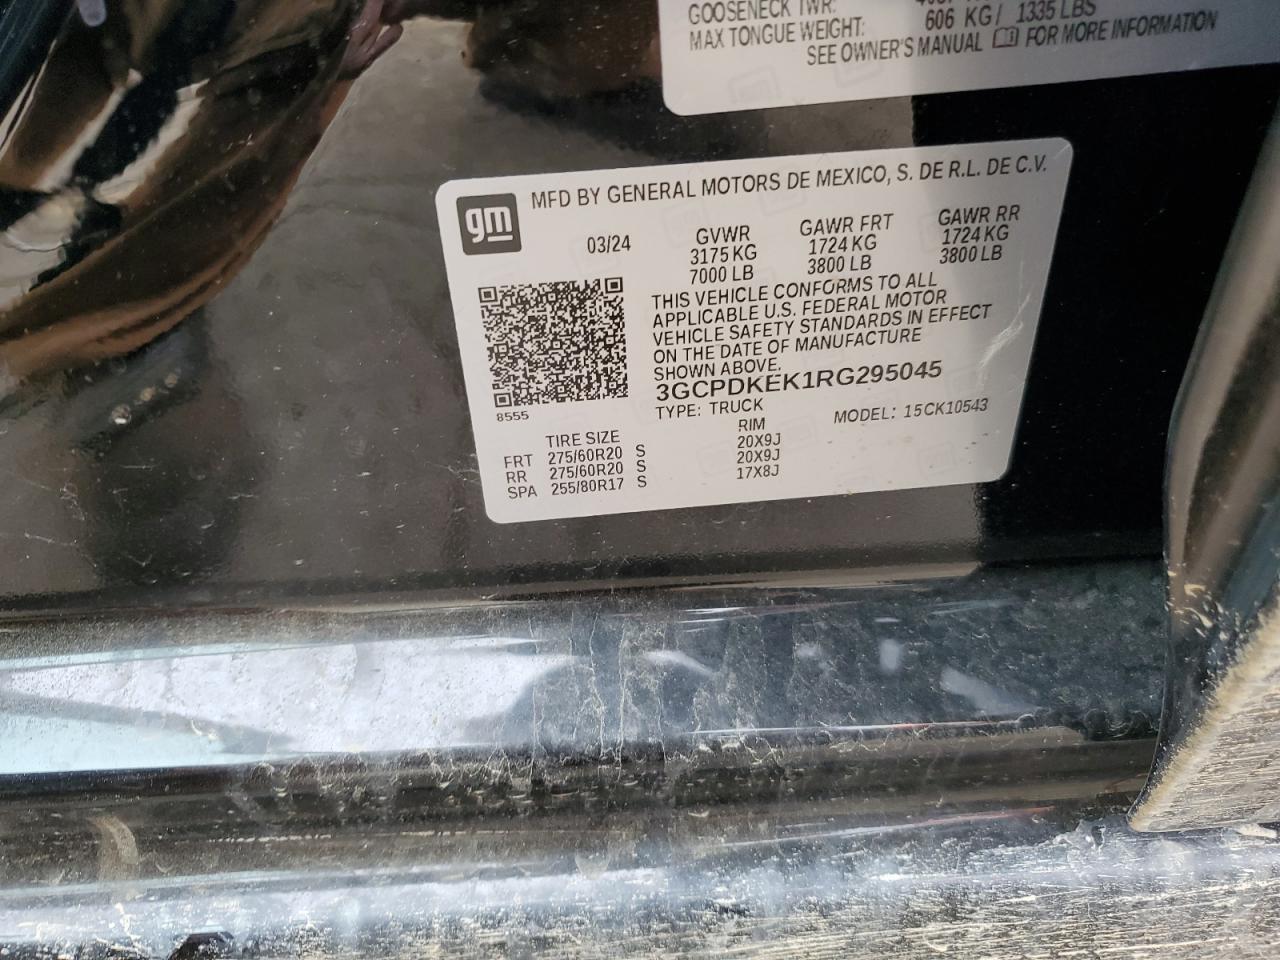 GOOSENECK TWR:
MAX TONGUE WEIGHT: 606 KG/ 1335 LBS
SEE OWNER'S MANUAL FOR MORE INFORMATION
gm
MFD BY GENERAL MOTORS DE MEXICO, S. DE R.L. DE C.V.
03/24 GVWR GAWR FRT GAWR RR
3175 KG 1724 KG 1724 KG
7000 LB 3800 LB 3800 LB
THIS VEHICLE CONFORMS TO ALL
APPLICABLE U.S. FEDERAL MOTOR
VEHICLE SAFETY STANDARDS IN EFFECT
ON THE DATE OF MANUFACTURE
SHOWN ABOVE.
3GCPDKEK1RG295045
8555
TYPE: TRUCK MODEL: 15CK10543
TIRE SIZE RIM
FRT 275/60R20 S 20X9J
RR 275/60R20 S 20X9J
SPA 255/80R17 S 17X8J